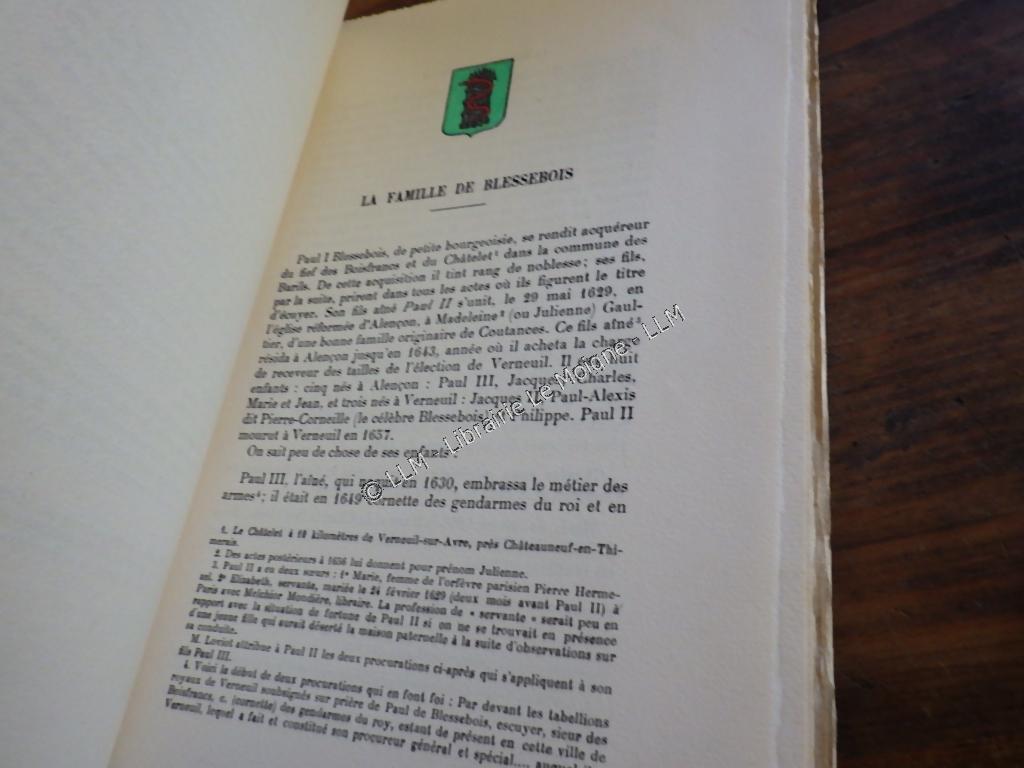 LA FAMILLE DE BLESSEBOIS
Paul I Blessebois, de petite bourgeoisie, se rendit acquéreur
du fief des Boisfrancs et du Châtelet¹ dans la commune des
Barils. De cette acquisition il tint rang de noblesse; ses fils,
par la suite, prirent dans tous les actes où ils figurent le titre
d'écuyer. Son fils aîné Paul II s'unit, le 29 mai 1629, en
l'église réformée d'Alençon, à Madeleine² (ou Julienne) Gaul-
tier, d'une bonne famille originaire de Coutances. Ce fils aîné³
résida à Alençon jusqu'en 1643, année où il acheta la charge
de receveur des tailles de l'élection de Verneuil. Il huit
enfants : cinq nés à Alençon : Paul III, Jacques Charles,
Marie et Jean, et trois nés à Verneuil : Jacques II, Paul-Alexis
dit Pierre-Corneille (le célèbre Blessebois) Philippe. Paul II
mourut à Verneuil en 1657.
On sait peu de chose de ses enfants.
Paul III, l'aîné, qui naquit en 1630, embrassa le métier des
armes⁴; il était en 1649 cornette des gendarmes du roi et en
1. Le Châtelet à 10 kilomètres de Verneuil-sur-Avre, près Châteauneuf-en-Thi-
merais.
2. Des actes postérieurs à 1636 lui donnent pour prénom Julienne.
3. Paul II a eu deux sœurs : 1° Marie, femme de l'orfèvre parisien Pierre Herme-
2° Elizabeth, servante, mariée le 24 février 1629 (deux mois avant Paul II) à
Paris avec Melchior Mondière, libraire. La profession de « servante » serait peu en
rapport avec la situation de fortune de Paul II si on ne se trouvait en présence
d'une jeune fille qui aurait déserté la maison paternelle à la suite d'observations sur
sa conduite.
M. Loviot attribue à Paul II les deux procurations ci-après qui s'appliquent à son
fils Paul III.
4. Voici le début de deux procurations qui en font foi : Par devant les tabellions
royaux de Verneuil soubsignés sur prière de Paul de Blessebois, escuyer, sieur des
Boisfrancs, c. (cornette) des gendarmes du roy, estant de présent en cette ville de
Verneuil, lequel a fait et constitué son procureur général et spécial....
© LLM - Librairie Le Moigne - LLM